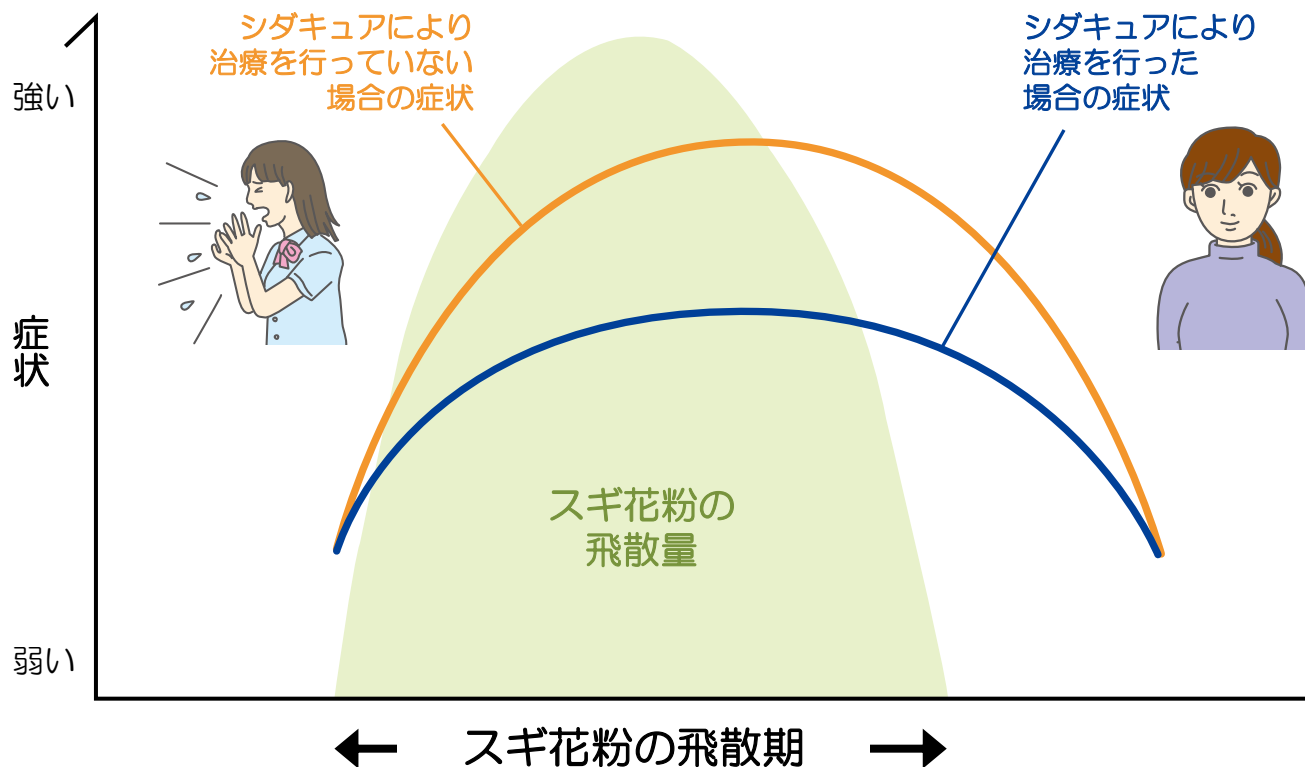 シダキュアにより
治療を行っていない
場合の症状
シダキュアにより
治療を行った
場合の症状
強い
症状
スギ花粉の
飛散量
弱い
スギ花粉の飛散期